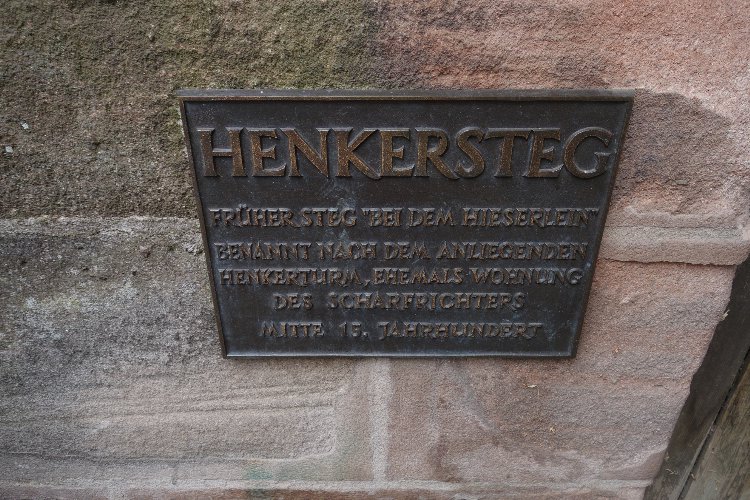 HENKERSTEG
FRÜHER STEG "BEI DEM HIESERLEIN"
BENANNT NACH DEM ANLIEGENDEN
HENKERTURM, EHEMALS WOHNUNG
DES SCHARFRICHTERS
MITTE 15. JAHRHUNDERT